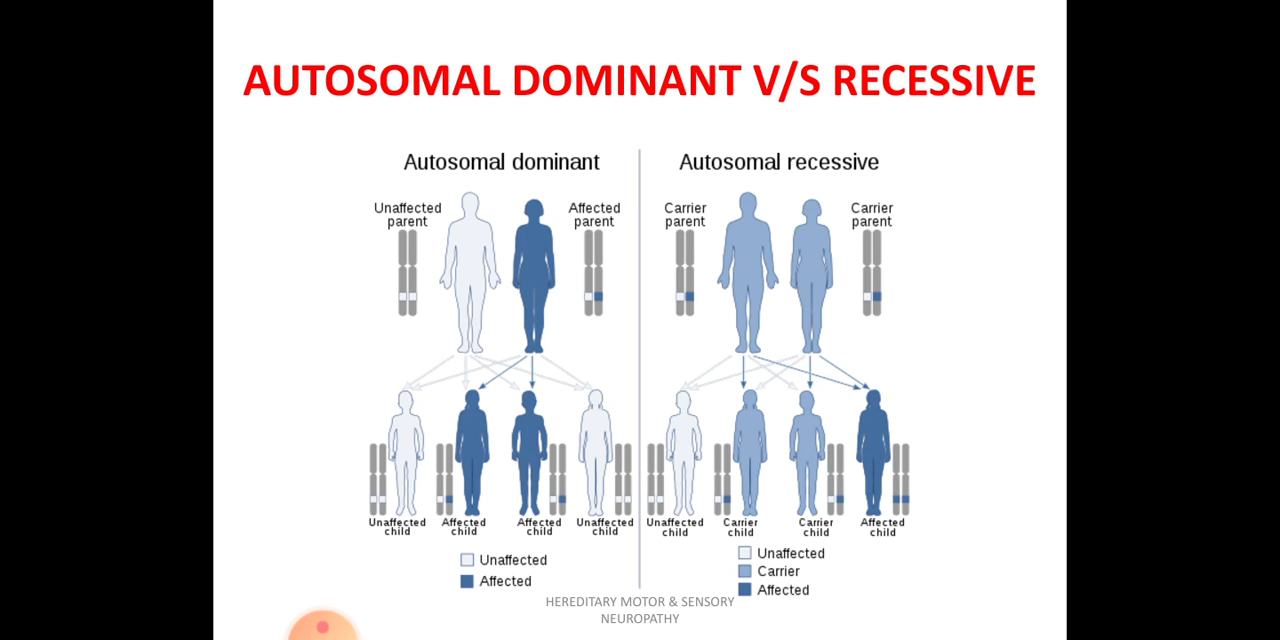 AUTOSOMAL DOMINANT V/S RECESSIVE
Autosomal dominant
Unaffected
parent
Affected
parent
Unaffected
child
Affected
child
Affected
child
Unaffected
child
Unaffected
Affected
Autosomal recessive
Carrier
parent
Carrier
parent
Unaffected
child
Carrier
child
Carrier
child
Affected
child
Unaffected
Carrier
Affected
HEREDITARY MOTOR & SENSORY
NEUROPATHY